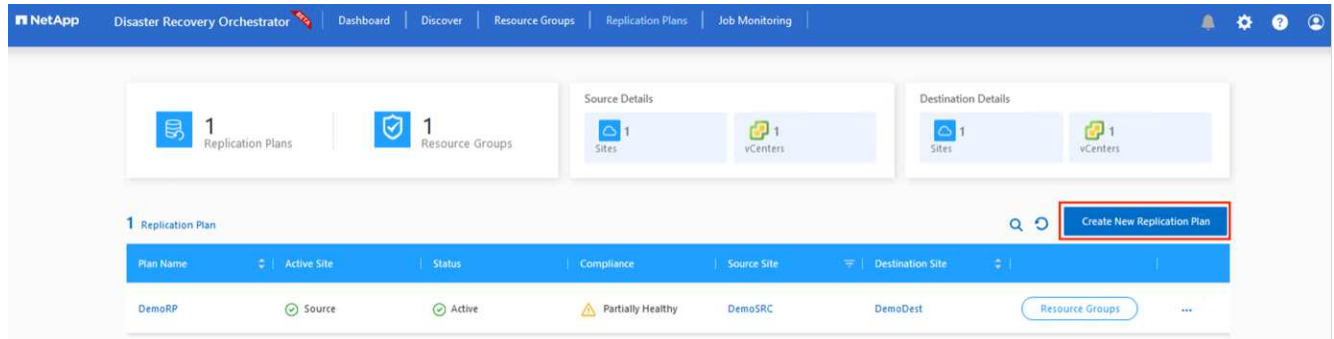 NetApp
Disaster Recovery Orchestrator
Dashboard
Discover
Resource Groups
Replication Plans
Job Monitoring
1
Replication Plans
1
Resource Groups
Source Details
1
Sites
1
vCenters
Destination Details
1
Sites
1
vCenters
1 Replication Plan
Create New Replication Plan
Plan Name
Active Site
Status
Compliance
Source Site
Destination Site
DemoRP
Source
Active
Partially Healthy
DemoSRC
DemoDest
Resource Groups
...